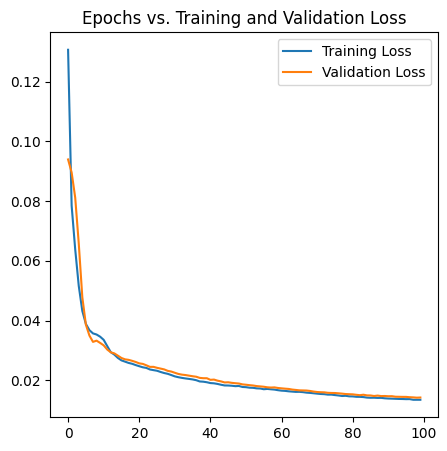 Epochs vs. Training and Validation Loss
Training Loss
Validation Loss
0.12
0.10
0.08
0.06
0.04
0.02
0 20 40 60 80 100